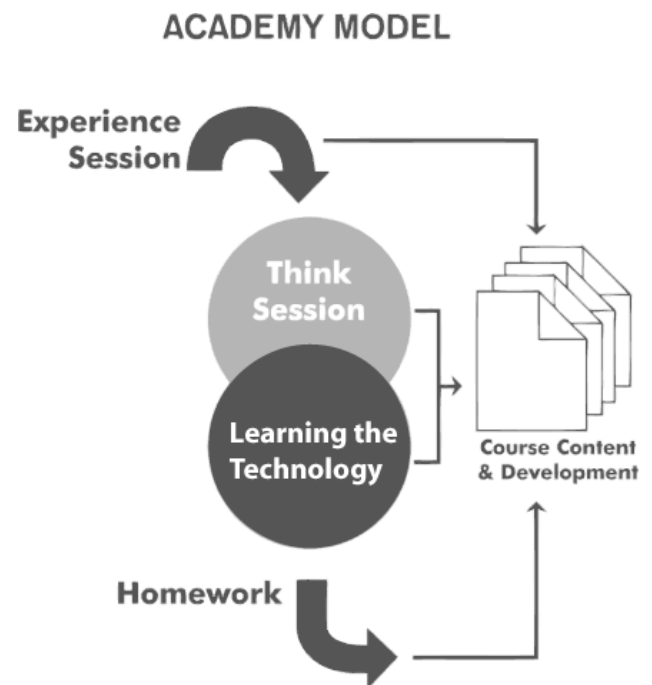 ACADEMY MODEL
Experience
Session
Think
Session
Learning the
Technology
Course Content
& Development
Homework